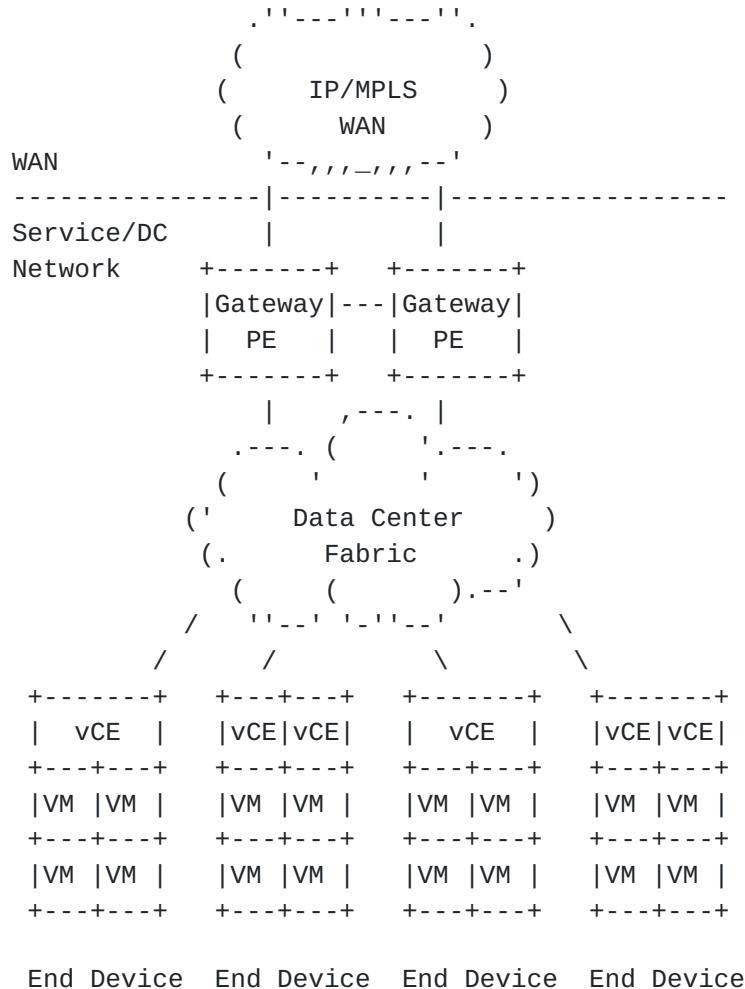 IP/MPLS
WAN
WAN
Service/DC
Network
Gateway Gateway
PE PE
Data Center
Fabric
vCE vCE vCE vCE vCE vCE
VM VM VM VM VM VM VM VM
VM VM VM VM VM VM VM VM
End Device End Device End Device End Device